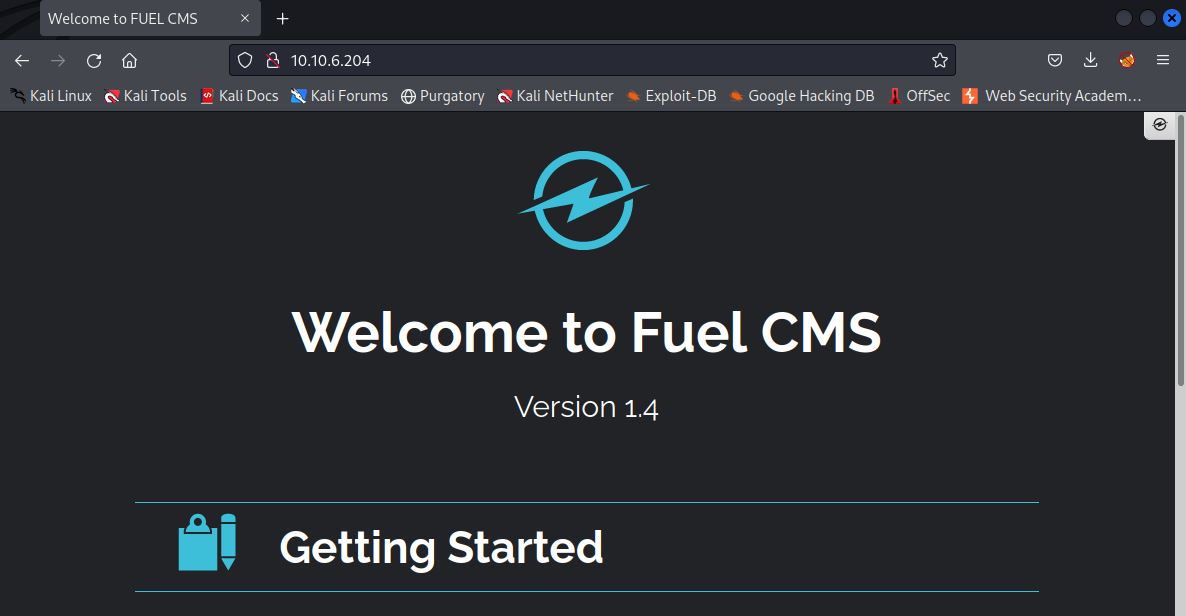 Welcome to FUEL CMS
10.10.6.204
Kali Linux Kali Tools Kali Docs Kali Forums Purgatory Kali NetHunter Exploit-DB Google Hacking DB OffSec Web Security Academ…
Welcome to Fuel CMS
Version 1.4
Getting Started